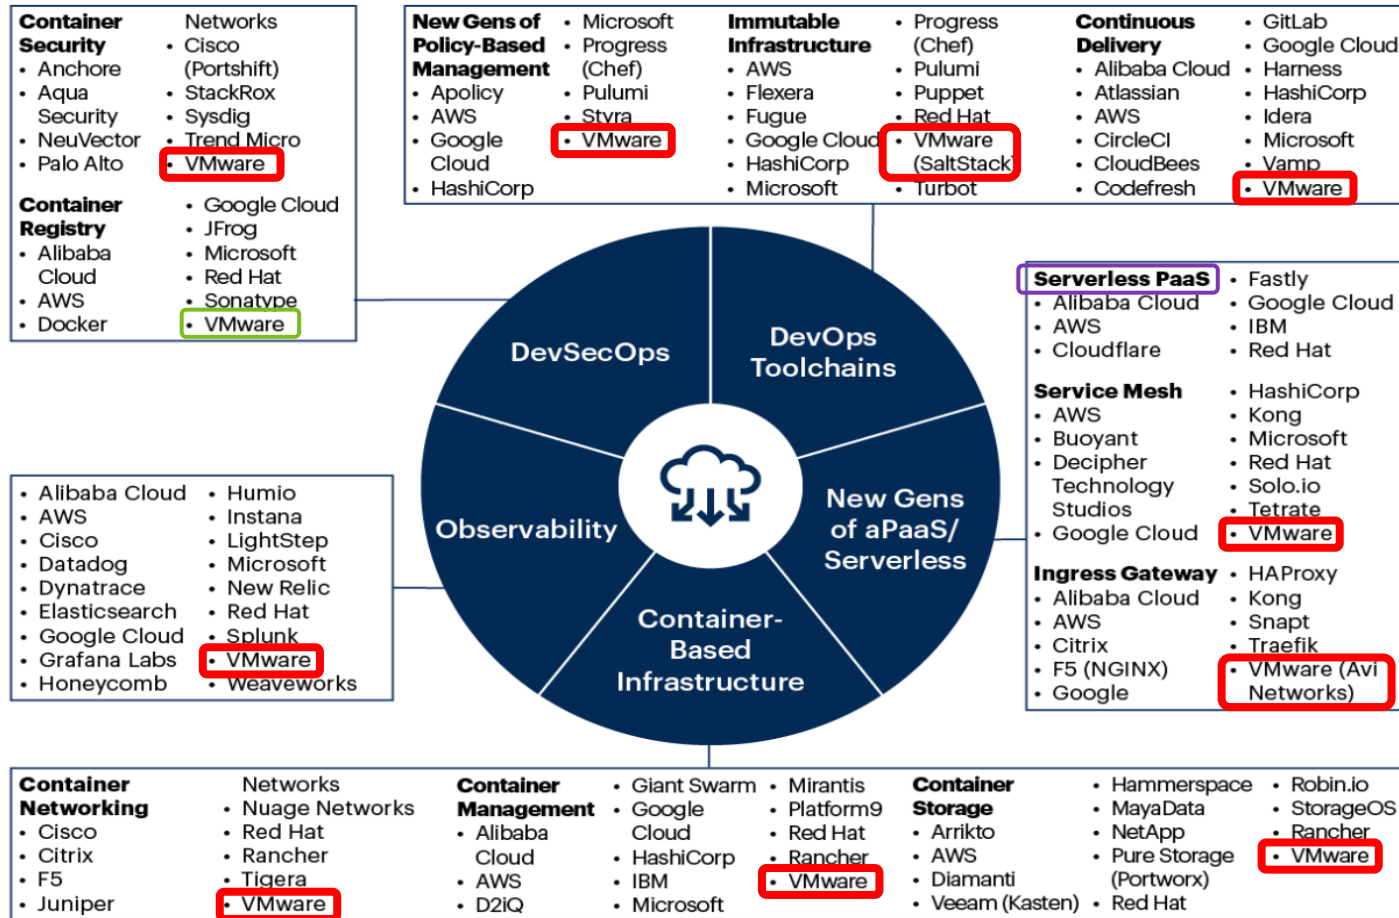 Container
Security
• Anchore
• Aqua
Security
• NeuVector
• Palo Alto
Networks
• Cisco
(Portshift)
• StackRox
• Sysdig
• Trend Micro
• VMware
Container
Registry
• Alibaba
Cloud
• AWS
• Docker
• Google Cloud
• JFrog
• Microsoft
• Red Hat
• Sonatype
• VMware
New Gens of
Policy-Based
Management
• Apolicy
• AWS
• Google
Cloud
• HashiCorp
• Microsoft
• Progress
(Chef)
• Pulumi
• Styra
• VMware
Immutable
Infrastructure
• AWS
• Flexera
• Fugue
• Google Cloud
• HashiCorp
• Microsoft
• Progress
(Chef)
• Pulumi
• Puppet
• Red Hat
• VMware
(SaltStack)
• Turbot
Continuous
Delivery
• Alibaba Cloud
• Atlassian
• AWS
• CircleCI
• CloudBees
• Codefresh
• GitLab
• Google Cloud
• Harness
• HashiCorp
• Idera
• Microsoft
• Vamp
• VMware
DevSecOps
DevOps
Toolchains
Observability
New Gens
of aPaaS/
Serverless
Container-
Based
Infrastructure
Serverless PaaS
• Alibaba Cloud
• AWS
• Cloudflare
• Fastly
• Google Cloud
• IBM
• Red Hat
Service Mesh
• AWS
• Buoyant
• Decipher
Technology
Studios
• Google Cloud
• HashiCorp
• Kong
• Microsoft
• Red Hat
• Solo.io
• Tetrate
• VMware
Ingress Gateway
• Alibaba Cloud
• AWS
• Citrix
• F5 (NGINX)
• Google
• HAProxy
• Kong
• Snapt
• Traefik
• VMware (Avi
Networks)
• Alibaba Cloud
• AWS
• Cisco
• Datadog
• Dynatrace
• Elasticsearch
• Google Cloud
• Grafana Labs
• Honeycomb
• Humio
• Instana
• LightStep
• Microsoft
• New Relic
• Red Hat
• Splunk
• VMware
• Weaveworks
Container
Networking
• Cisco
• Citrix
• F5
• Juniper
Networks
• Nuage Networks
• Red Hat
• Rancher
• Tigera
• VMware
Container
Management
• Alibaba
Cloud
• AWS
• D2iQ
• Giant Swarm
• Google
Cloud
• HashiCorp
• IBM
• Microsoft
• Mirantis
• Platform9
• Red Hat
• Rancher
• VMware
Container
Storage
• Arrikto
• AWS
• Diamanti
• Veeam (Kasten)
• Hammerspace
• MayaData
• NetApp
• Pure Storage
(Portworx)
• Red Hat
• Robin.io
• StorageOS
• Rancher
• VMware